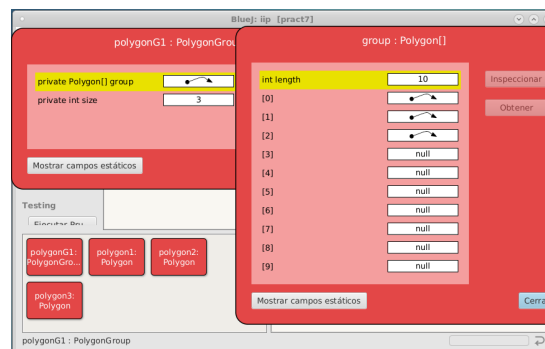 BlueJ: iip [pract7]
polygonG1 : PolygonGrou
private Polygon[] group
private int size
3
Mostrar campos estáticos
group : Polygon[]
int length
10
[0]
[1]
[2]
[3]
null
[4]
null
[5]
null
[6]
null
[7]
null
[8]
null
[9]
null
Inspeccionar
Obtener
Mostrar campos estáticos
Cerra
Testing
Ejecutar Pru
polygonG1:
PolygonGro...
polygon1:
Polygon
polygon2:
Polygon
polygon3:
Polygon
polygonG1 : PolygonGroup